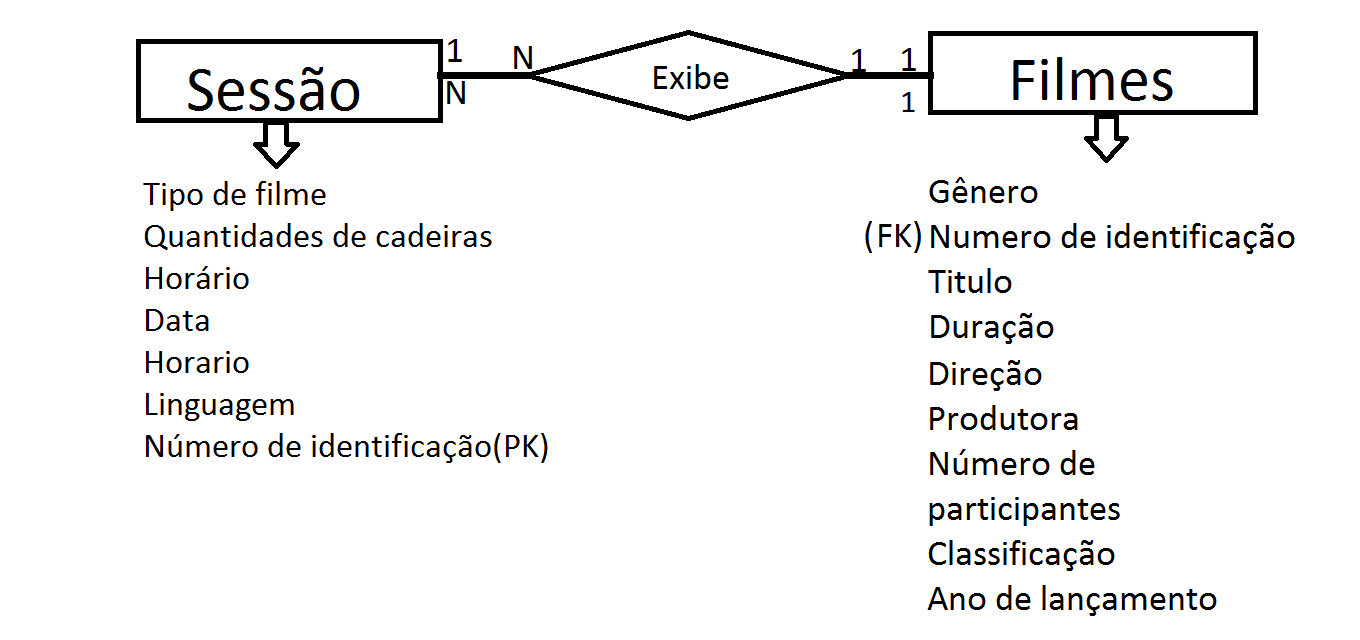 Sessão
1
N
N
Exibe
1
1
1
Filmes
Tipo de filme
Quantidades de cadeiras
Horário
Data
Horario
Linguagem
Número de identificação(PK)
Gênero
(FK) Numero de identificação
Titulo
Duração
Direção
Produtora
Número de
participantes
Classificação
Ano de lançamento